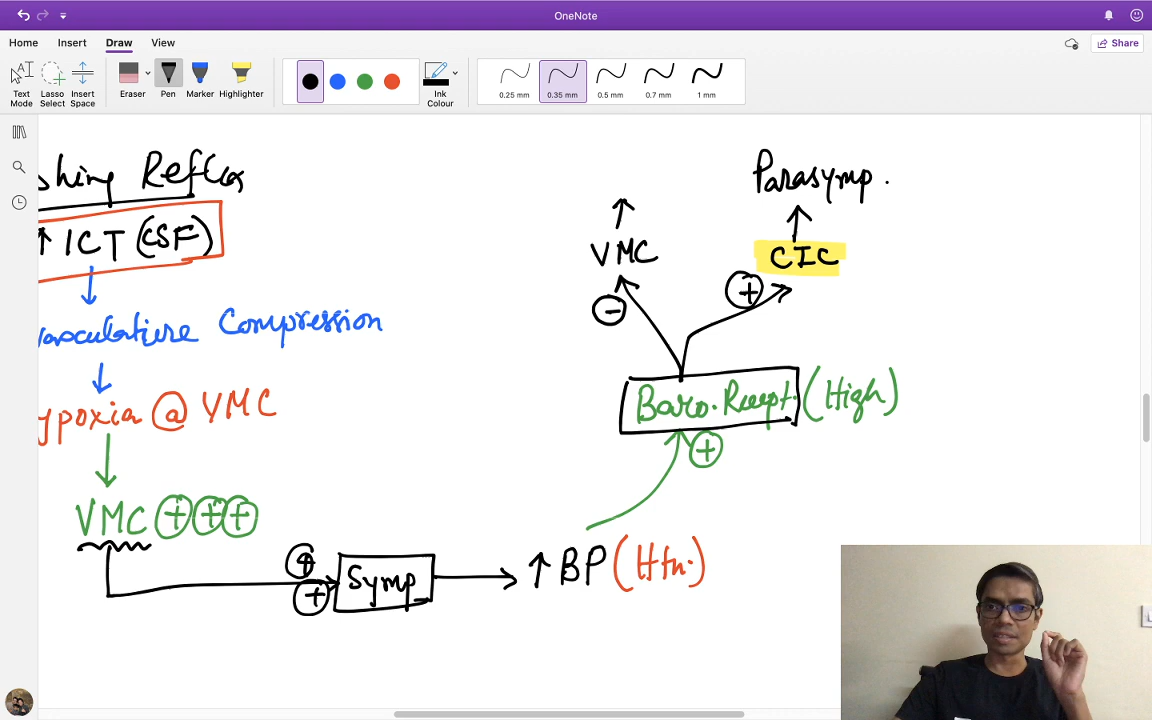 OneNote
Home Insert Draw View
Share
Text Mode
Lasso Select
Insert Space
Eraser
Pen
Marker
Highlighter
Ink Colour
0.25 mm 0.35 mm 0.5 mm 0.7 mm 1 mm
shing Reflex
↑ ICT (CSF)
vasculature Compression
ypoxia @ VMC
VMC + + +
+
+
Symp
↑ BP (Htn.)
+
Baro. Recept. (High)
-
+
VMC
CIC
Parasymp.